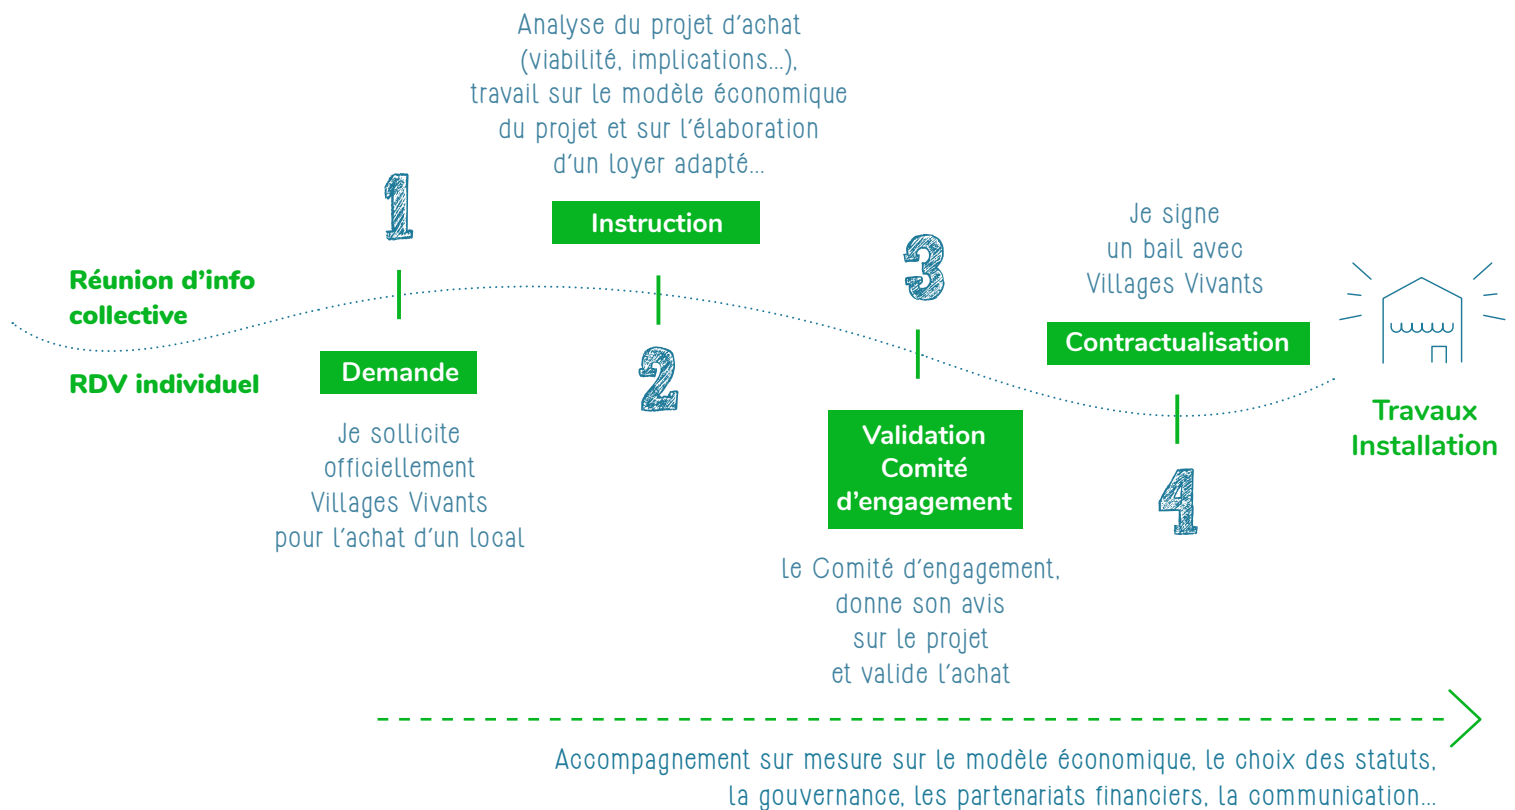 Réunion d'info
collective
RDV individuel
1
Demande
Je sollicite
officiellement
Villages Vivants
pour l'achat d'un local
Analyse du projet d'achat
(viabilité, implications...),
travail sur le modèle économique
du projet et sur l'élaboration
d'un loyer adapté...
Instruction
2
3
Validation
Comité
d'engagement
Le Comité d'engagement,
donne son avis
sur le projet
et valide l'achat
Je signe
un bail avec
Villages Vivants
Contractualisation
4
Travaux
Installation
Accompagnement sur mesure sur le modèle économique, le choix des statuts,
la gouvernance, les partenariats financiers, la communication...